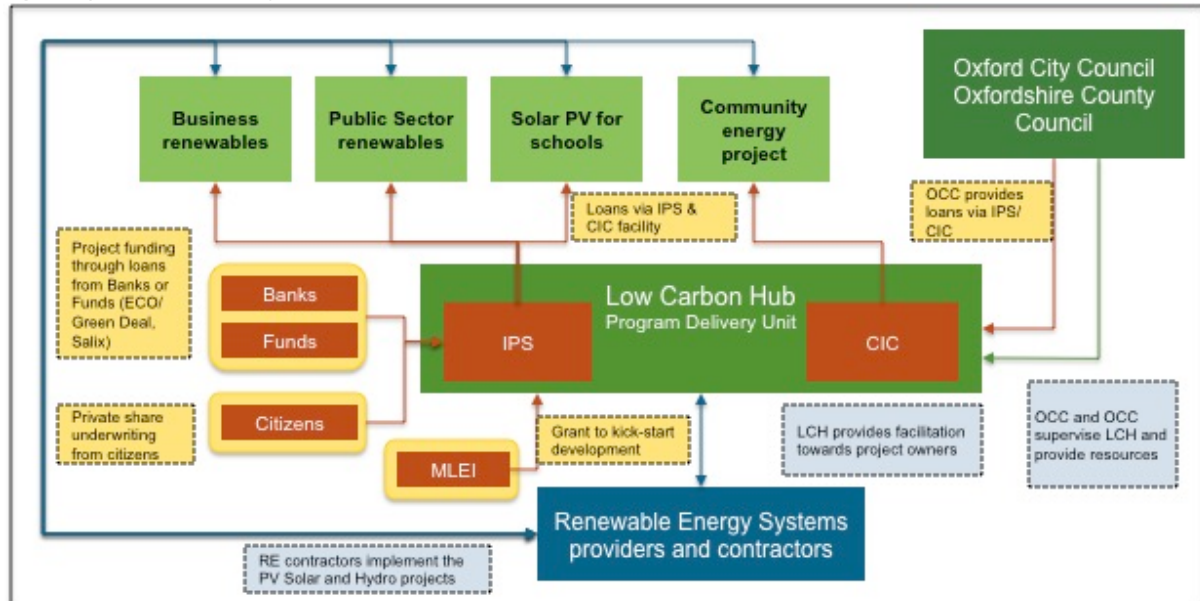 Business
renewables
Public Sector
renewables
Solar PV for
schools
Community
energy
project
Oxford City Council
Oxfordshire County
Council
Loans via IPS &
CIC facility
OCC provides
loans via IPS/
CIC
Project funding
through loans
from Banks or
Funds (ECO/
Green Deal,
Salix)
Banks
Funds
Low Carbon Hub
Program Delivery Unit
IPS
CIC
Private share
underwriting
from citizens
Citizens
MLEI
Grant to kick-start
development
LCH provides facilitation
towards project owners
OCC and OCC
supervise LCH and
provide resources
Renewable Energy Systems
providers and contractors
RE contractors implement the
PV Solar and Hydro projects